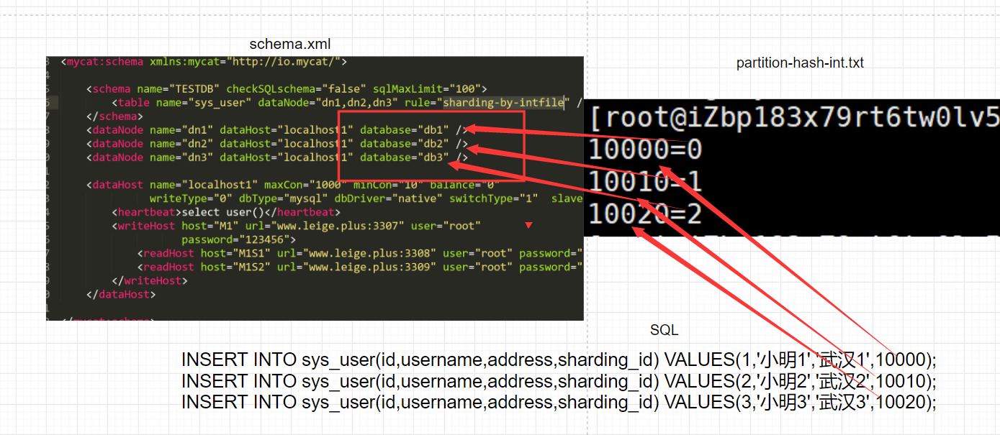 schema.xml
<mycat:schema xmlns:mycat="http://io.mycat/">
<schema name="TESTDB" checkSQLschema="false" sqlMaxLimit="100">
<table name="sys_user" dataNode="dn1,dn2,dn3" rule="sharding-by-intfile" /
</schema>
<dataNode name="dn1" dataHost="localhost1" database="db1" />
<dataNode name="dn2" dataHost="localhost1" database="db2" />
<dataNode name="dn3" dataHost="localhost1" database="db3" />
<dataHost name="localhost1" maxCon="1000" minCon="10" balance="0"
writeType="0" dbType="mysql" dbDriver="native" switchType="1" slave
<heartbeat>select user()</heartbeat>
<writeHost host="M1" url="www.leige.plus:3307" user="root"
password="123456">
<readHost host="M1S1" url="www.leige.plus:3308" user="root" password="
<readHost host="M1S2" url="www.leige.plus:3309" user="root" password="
</writeHost>
</dataHost>
partition-hash-int.txt
[root@iZbp183x79rt6tw0lv5
10000=0
10010=1
10020=2
SQL
INSERT INTO sys_user(id,username,address,sharding_id) VALUES(1,'小明1','武汉1',10000);
INSERT INTO sys_user(id,username,address,sharding_id) VALUES(2,'小明2','武汉2',10010);
INSERT INTO sys_user(id,username,address,sharding_id) VALUES(3,'小明3','武汉3',10020);